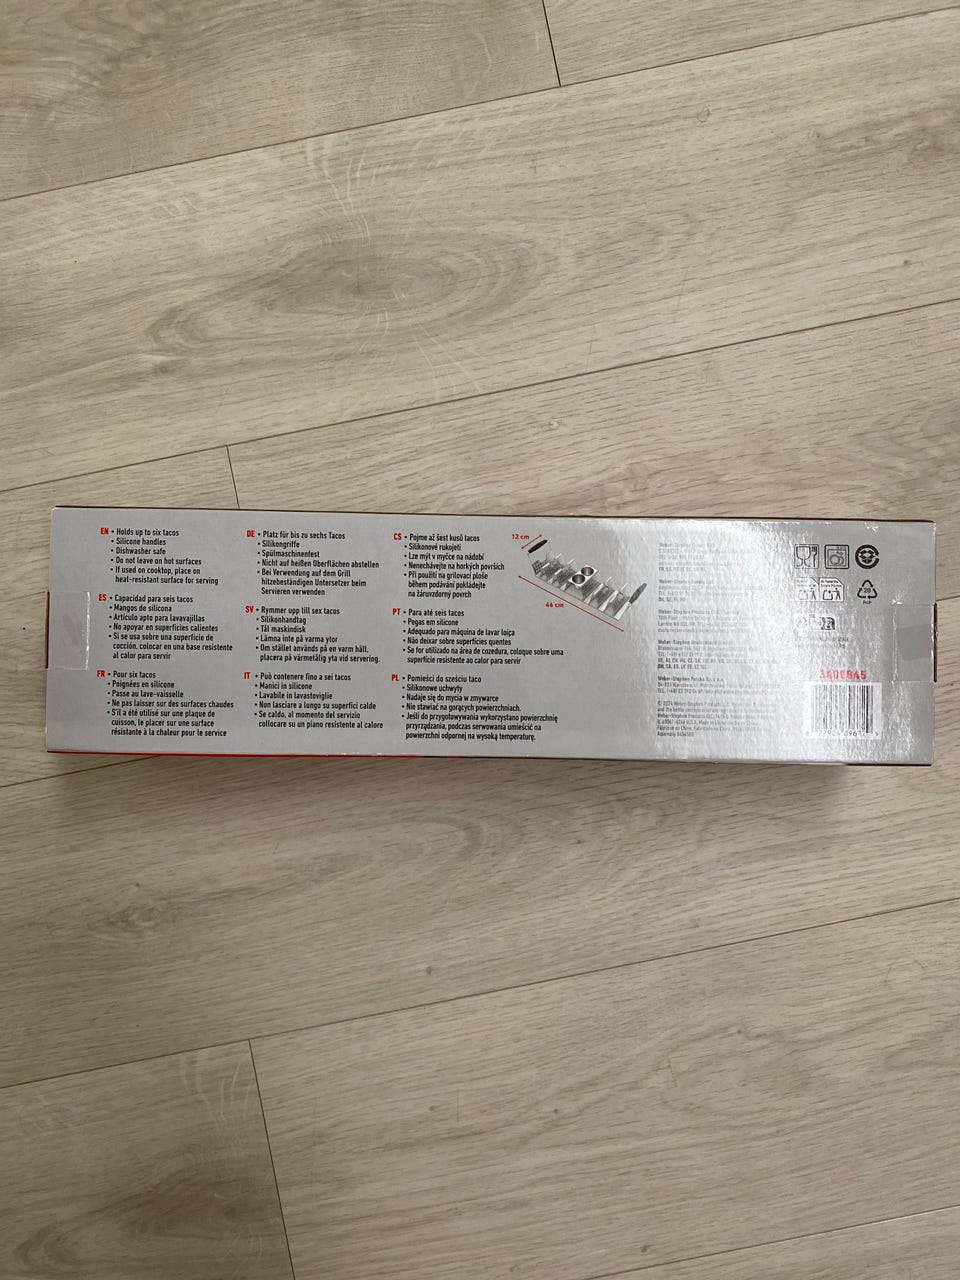 EN • Holds up to six tacos
• Silicone handles
• Dishwasher safe
• Do not leave on hot surfaces
• If used on cooktop, place on
heat-resistant surface for serving
ES • Capacidad para seis tacos
• Mangos de silicona
• Artículo apto para lavavajillas
• No apoyar en superficies calientes
• Si se usa sobre una superficie de
cocción, colocar en una base resistente
al calor para servir
FR • Pour six tacos
• Poignées en silicone
• Passe au lave-vaisselle
• Ne pas laisser sur des surfaces chaudes
• S'il a été utilisé sur une plaque de
cuisson, le placer sur une surface
résistante à la chaleur pour le service
DE • Platz für bis zu sechs Tacos
• Silikongriffe
• Spülmaschinenfest
• Nicht auf heißen Oberflächen abstellen
• Bei Verwendung auf dem Grill
hitzebeständigen Untersetzer beim
Servieren verwenden
SV • Rymmer upp till sex tacos
• Silikonhandtag
• Tål maskindisk
• Lämna inte på varma ytor
• Om stället används på en varm häll,
placera på värmetålig yta vid servering.
IT • Può contenere fino a sei tacos
• Manici in silicone
• Lavabile in lavastoviglie
• Non lasciare a lungo su superfici calde
• Se caldo, al momento del servizio
collocare su un piano resistente al calore
CS • Pojme až šest kusů tacos
• Silikonové rukojeti
• Lze mýt v myčce na nádobí
• Nenechávejte na horkých površích
• Při použití na grilovací ploše
během podávání pokládejte
na žáruvzdorný povrch
PT • Para até seis tacos
• Pegas em silicone
• Adequado para máquina de lavar loiça
• Não deixar sobre superfícies quentes
• Se for utilizado na área de cozedura, coloque sobre uma
superfície resistente ao calor para servir
PL • Pomieści do sześciu taco
• Silikonowe uchwyty
• Nadaje się do mycia w zmywarce
• Nie stawiać na gorących powierzchniach.
• Jeśli do przygotowywania wykorzystano powierzchnię
przyrządzania, podczas serwowania umieścić na
powierzchni odpornej na wysoką temperaturę.
12 cm
46 cm
20
PAP
3400845